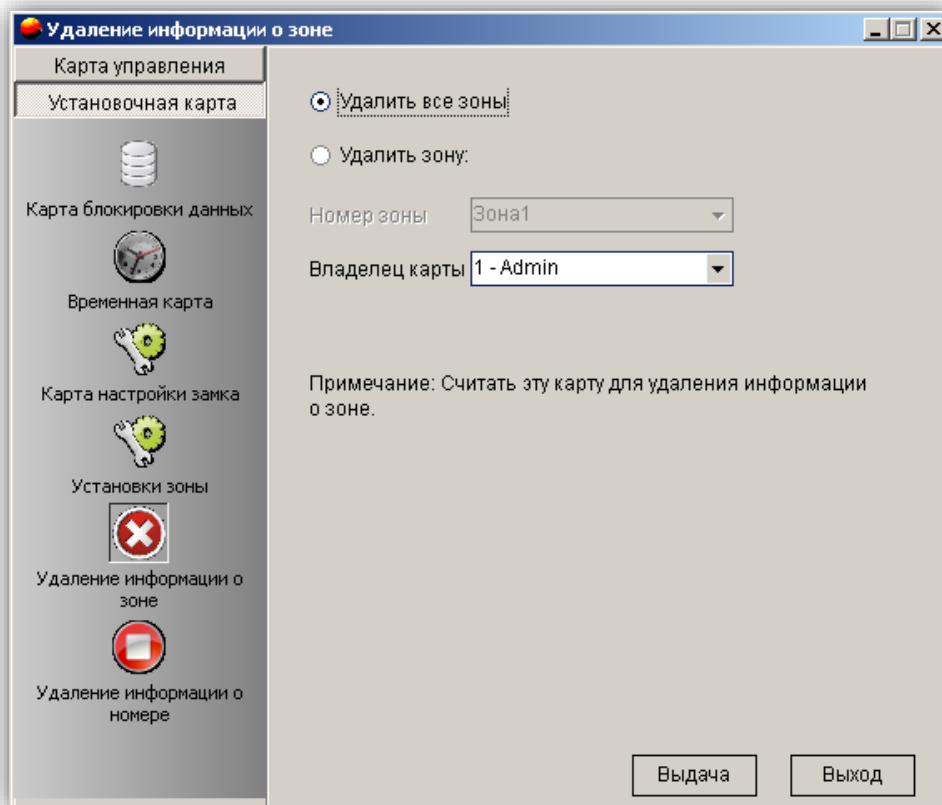 Удаление информации о зоне
Карта управления
Установочная карта
Карта блокировки данных
Временная карта
Карта настройки замка
Установки зоны
Удаление информации о
зоне
Удаление информации о
номере
Удалить все зоны
Удалить зону:
Номер зоны Зона1
Владелец карты 1 - Admin
Примечание: Считать эту карту для удаления информации
о зоне.
Выдача Выход